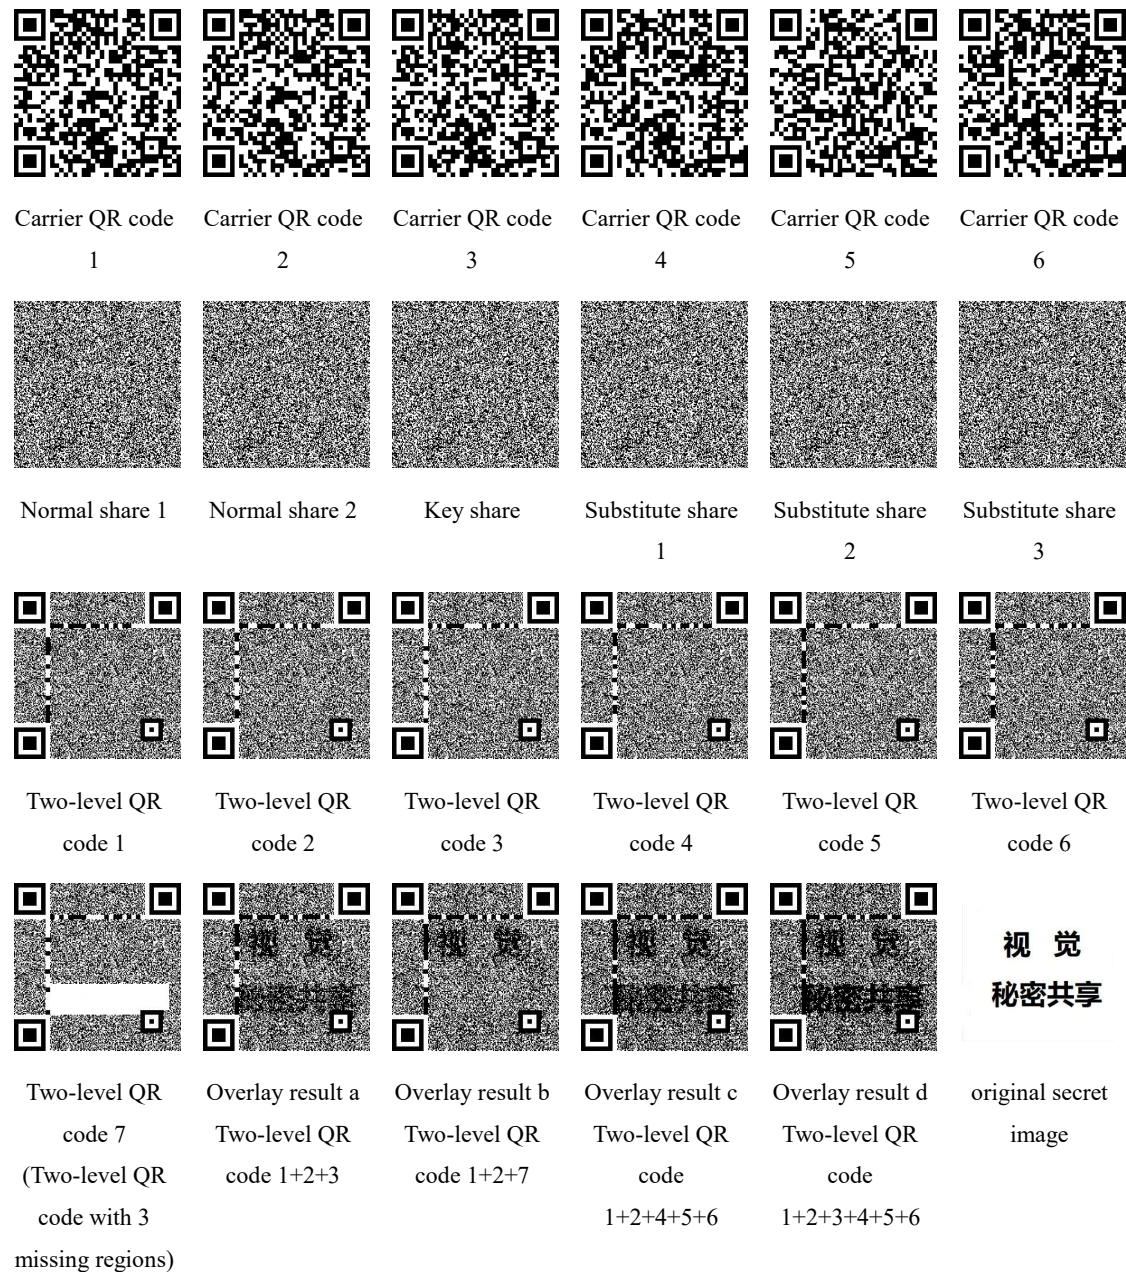 Carrier QR code
1
Carrier QR code
2
Carrier QR code
3
Carrier QR code
4
Carrier QR code
5
Carrier QR code
6
Normal share 1
Normal share 2
Key share
Substitute share
1
Substitute share
2
Substitute share
3
Two-level QR
code 1
Two-level QR
code 2
Two-level QR
code 3
Two-level QR
code 4
Two-level QR
code 5
Two-level QR
code 6
Two-level QR
code 7
(Two-level QR
code with 3
missing regions)
视 觉
秘密共享
Overlay result a
Two-level QR
code 1+2+3
视 觉
Overlay result b
Two-level QR
code 1+2+7
视 觉
秘密共享
Overlay result c
Two-level QR
code
1+2+4+5+6
视 觉
秘密共享
Overlay result d
Two-level QR
code
1+2+3+4+5+6
视 觉
秘密共享
original secret
image